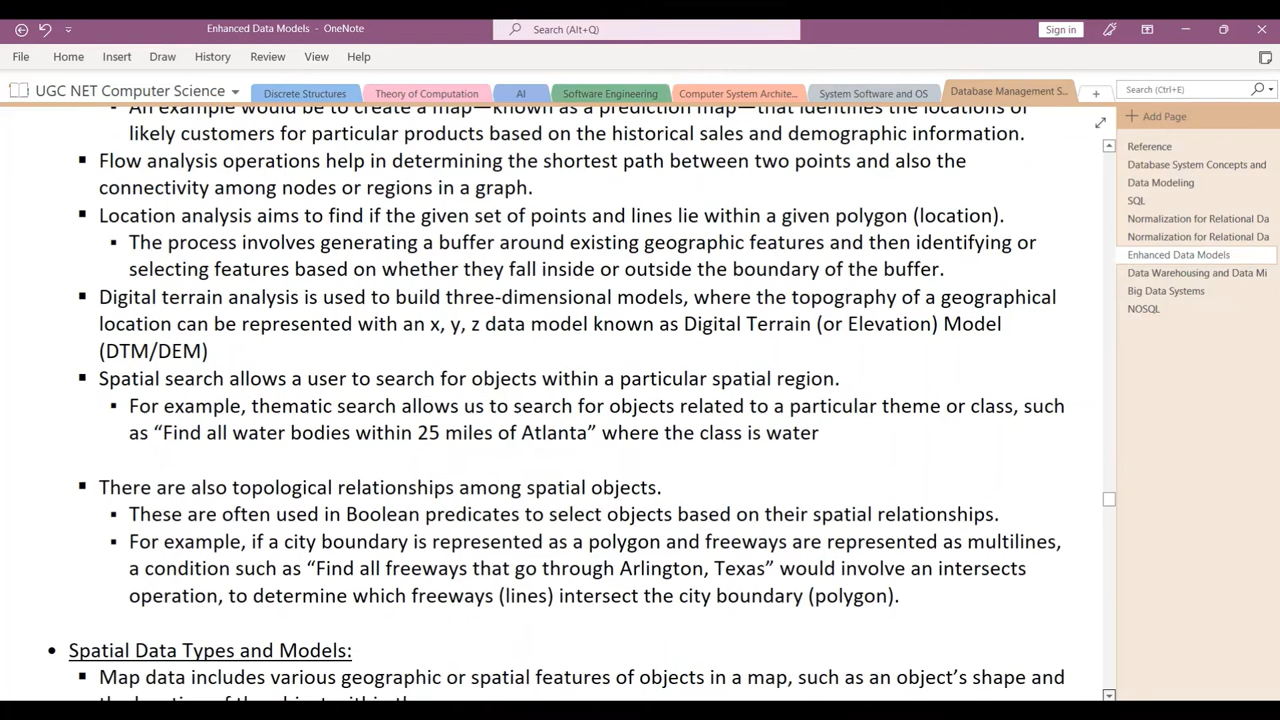 Enhanced Data Models - OneNote
Search (Alt+Q)
Sign in
File Home Insert Draw History Review View Help
UGC NET Computer Science
Discrete Structures
Theory of Computation
AI
Software Engineering
Computer System Archite...
System Software and OS
Database Management S...
Search (Ctrl+E)
An example would be to create a map—known as a prediction map—that identifies the locations of
likely customers for particular products based on the historical sales and demographic information.
▪ Flow analysis operations help in determining the shortest path between two points and also the
connectivity among nodes or regions in a graph.
▪ Location analysis aims to find if the given set of points and lines lie within a given polygon (location).
▪ The process involves generating a buffer around existing geographic features and then identifying or
selecting features based on whether they fall inside or outside the boundary of the buffer.
▪ Digital terrain analysis is used to build three-dimensional models, where the topography of a geographical
location can be represented with an x, y, z data model known as Digital Terrain (or Elevation) Model
(DTM/DEM)
▪ Spatial search allows a user to search for objects within a particular spatial region.
▪ For example, thematic search allows us to search for objects related to a particular theme or class, such
as “Find all water bodies within 25 miles of Atlanta” where the class is water
▪ There are also topological relationships among spatial objects.
▪ These are often used in Boolean predicates to select objects based on their spatial relationships.
▪ For example, if a city boundary is represented as a polygon and freeways are represented as multilines,
a condition such as “Find all freeways that go through Arlington, Texas” would involve an intersects
operation, to determine which freeways (lines) intersect the city boundary (polygon).
• Spatial Data Types and Models:
▪ Map data includes various geographic or spatial features of objects in a map, such as an object’s shape and
Add Page
Reference
Database System Concepts and
Data Modeling
SQL
Normalization for Relational Da
Normalization for Relational Da
Enhanced Data Models
Data Warehousing and Data Mi
Big Data Systems
NOSQL